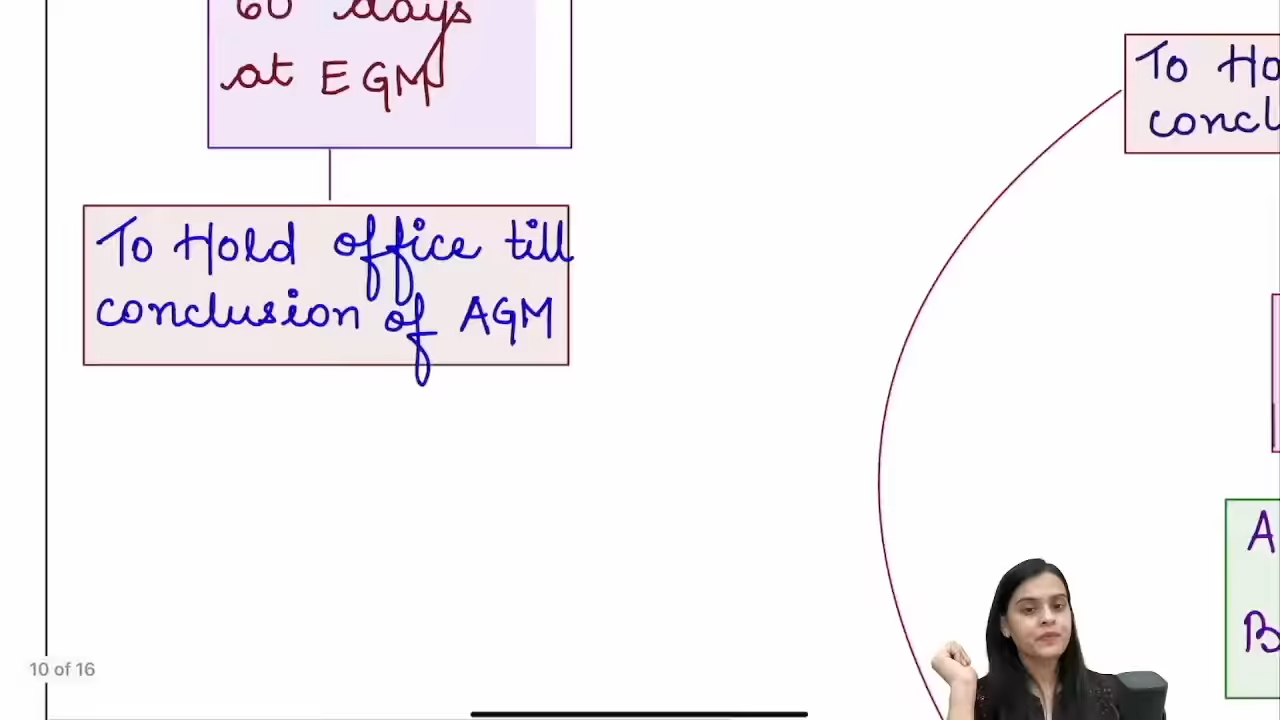 60 days
at EGM
To Hold office till
conclusion of AGM
To Ho
concl
A
B
10 of 16